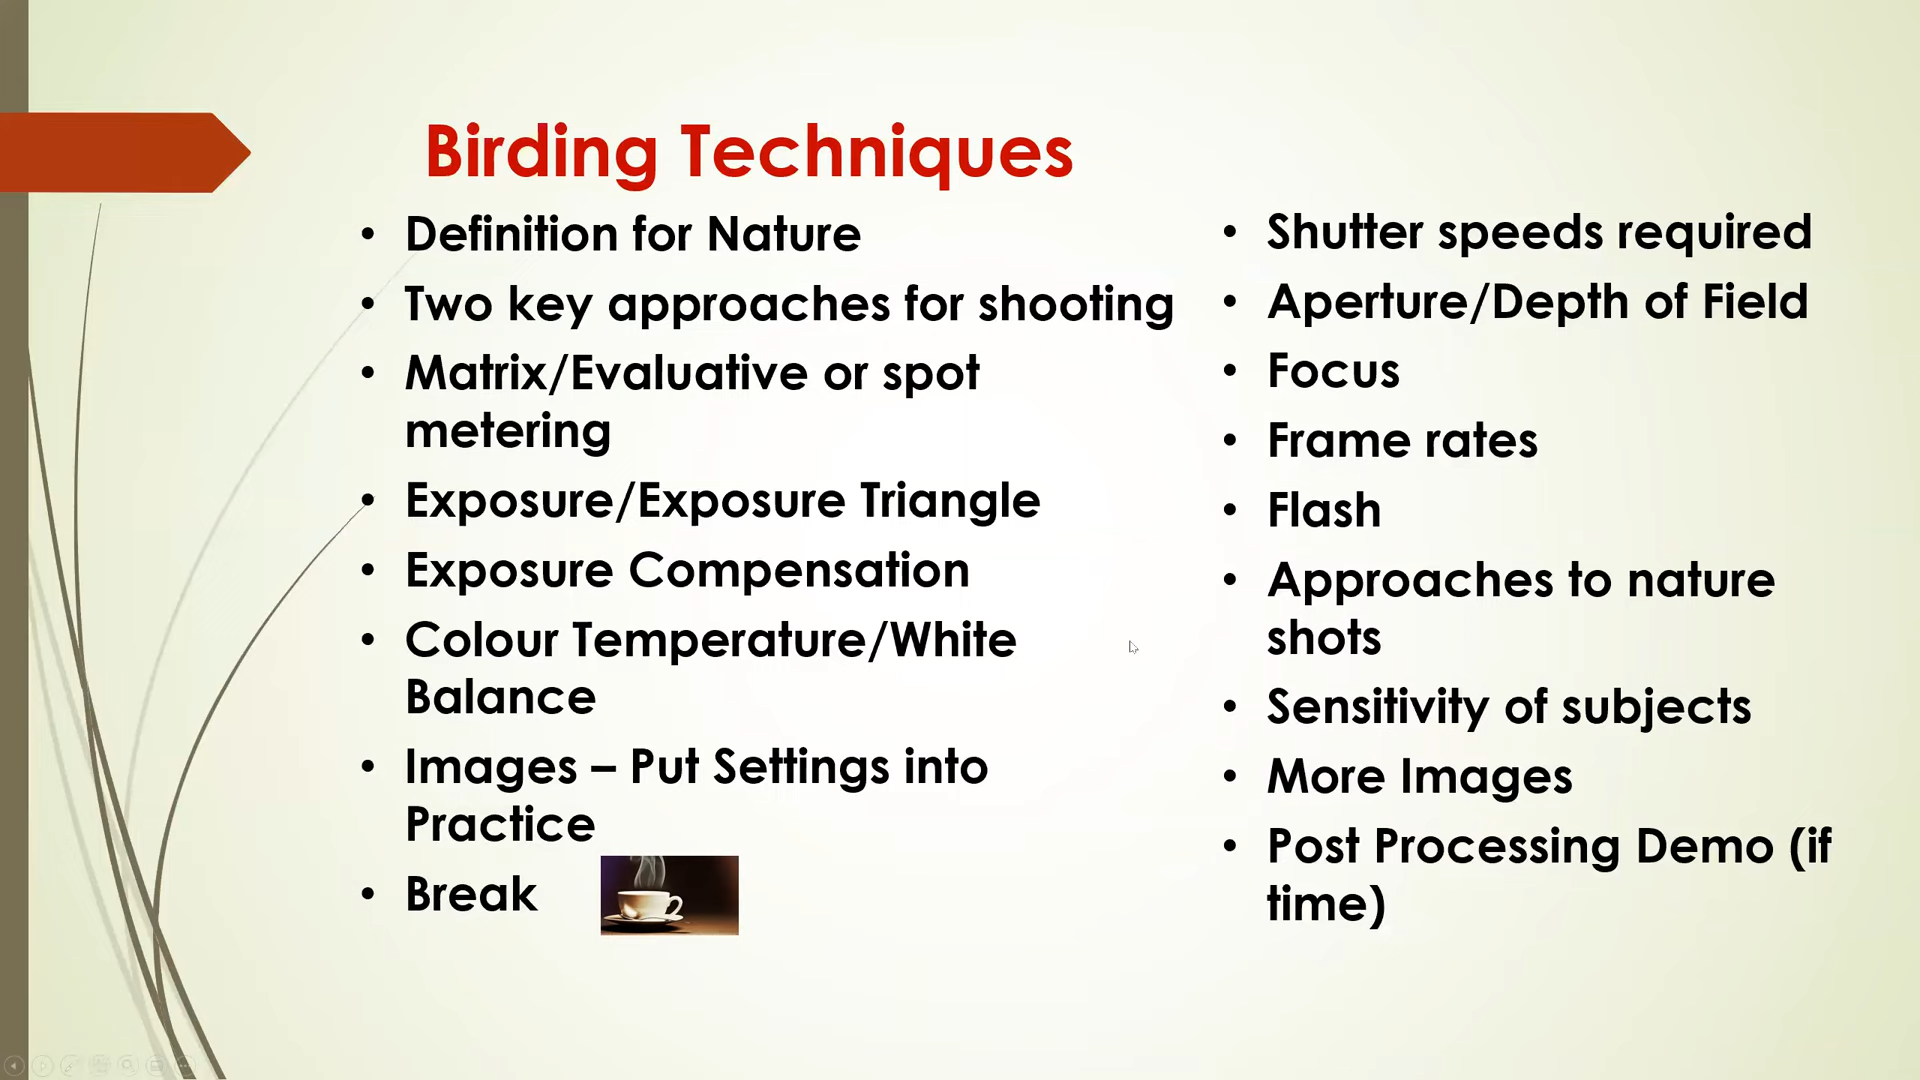 Birding Techniques
• Definition for Nature
• Two key approaches for shooting
• Matrix/Evaluative or spot
metering
• Exposure/Exposure Triangle
• Exposure Compensation
• Colour Temperature/White
Balance
• Images – Put Settings into
Practice
• Break
• Shutter speeds required
• Aperture/Depth of Field
• Focus
• Frame rates
• Flash
• Approaches to nature
shots
• Sensitivity of subjects
• More Images
• Post Processing Demo (if
time)